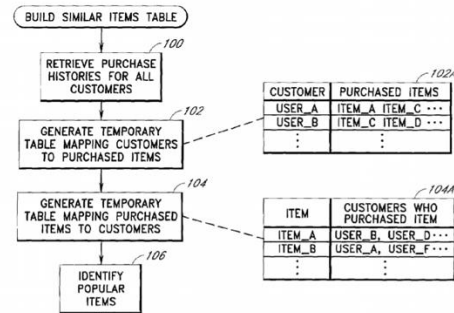 BUILD SIMILAR ITEMS TABLE
100
RETRIEVE PURCHASE
HISTORIES FOR ALL
CUSTOMERS
102
GENERATE TEMPORARY
TABLE MAPPING CUSTOMERS
TO PURCHASED ITEMS
104
GENERATE TEMPORARY
TABLE MAPPING PURCHASED
ITEMS TO CUSTOMERS
106
IDENTIFY
POPULAR
ITEMS
102A
CUSTOMER PURCHASED ITEMS
USER_A ITEM_A ITEM_C ···
USER_B ITEM_C ITEM_D ···
104A
ITEM CUSTOMERS WHO
PURCHASED ITEM
ITEM_A USER_B, USER_D ···
ITEM_B USER_A, USER_F ···